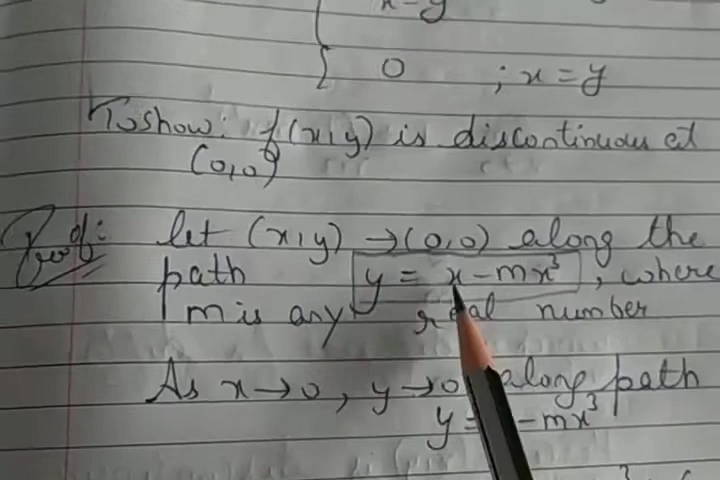 x-y
0 ; x = y
To show: f(x,y) is discontinuous at
(0,0)
Proof: let (x,y) → (0,0) along the
path y = x - mx³, where
m is any real number
As x → 0, y → 0 along path
y = - mx³